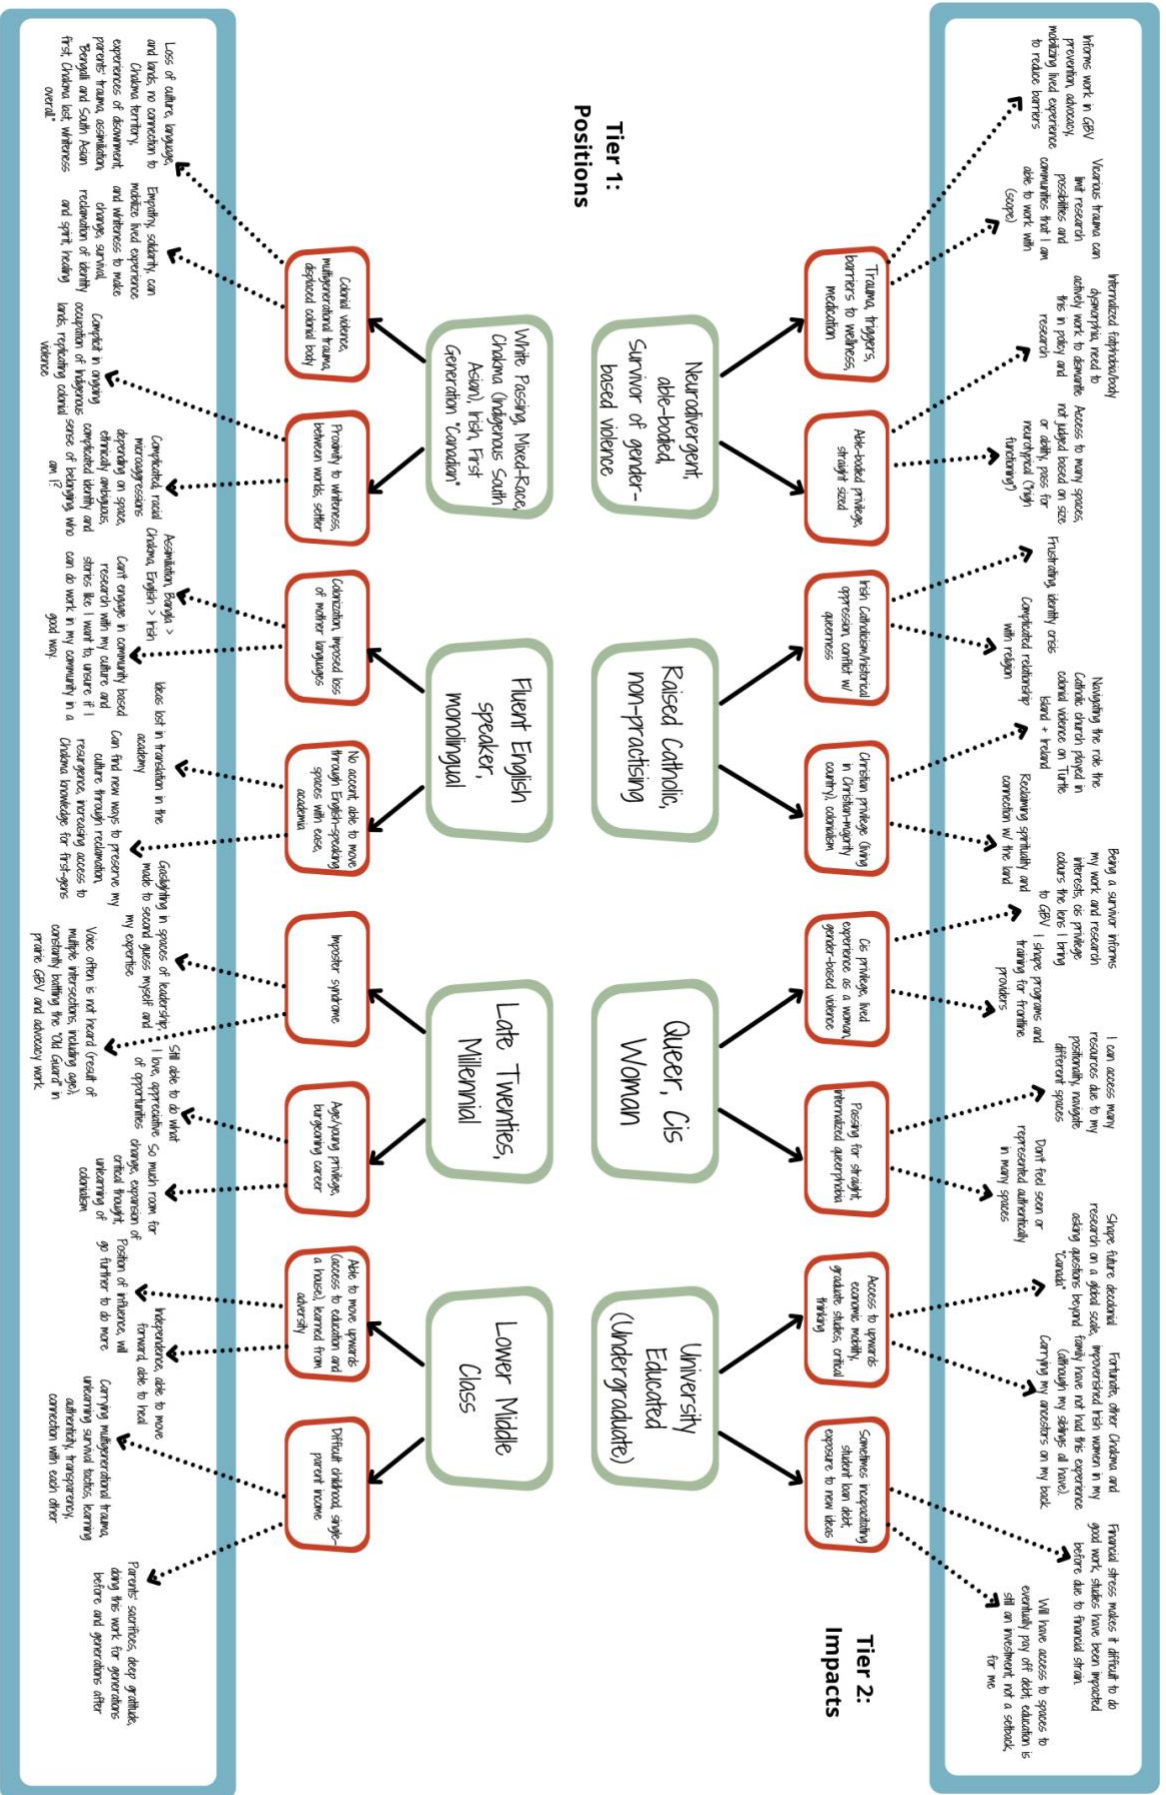 Informs work in GBV
prevention, advocacy,
mobilizing lived experience
to reduce barriers
Vicarious trauma can
limit research
possibilities and
communities that I am
able to work with
(scope)
Internalized fatphobia/body
dysmorphia, need to
actively work to dismantle
this in policy and
research
Access to many spaces,
not judged based on size
or ability, pass for
neurotypical ("high
functioning")
Frustrating, identity crisis
Complicated relationship
with religion
Navigating the role the
Catholic church played in
colonial violence on Turtle
Island + Ireland
Reclaiming spirituality and
connection w/ the land
Being a survivor informs
my work and research
interests, cis privilege
colours the lens I bring
to GBV
I shape programs and
training for frontline
providers
I can access many
resources due to my
positionality, navigate
different spaces
Don't feel seen or
represented authentically
in many spaces
Shape future decolonial
research on a global scale,
asking questions beyond
"Canada"
Fortunate, other Chakma and
impoverished Irish women in my
family have not had this experience
(although my siblings all have).
Carrying my ancestors on my back.
Financial stress makes it difficult to do
good work, studies have been impacted
before due to financial strain.
Will have access to spaces to
eventually pay off debt, education is
still an investment, not a setback,
for me
Tier 2:
Impacts
Trauma, triggers,
barriers to wellness,
medication
Able-bodied privilege,
straight sized
Irish Catholicism/historical
oppression, conflict w/
queerness
Christian privilege (living
in Christian-majority
country), colonialism
Cis privilege, lived
experience as a woman,
gender-based violence
Passing for straight,
internalized queerphobia
Access to upwards
economic mobility,
graduate studies, critical
thinking
Sometimes incapacitating
student loan debt,
exposure to new ideas
Tier 1:
Positions
Neurodivergent,
able-bodied,
Survivor of gender-
based violence
Raised Catholic,
non-practising
Queer, Cis
Woman
University
Educated
(Undergraduate)
White Passing, Mixed-Race,
Chakma (Indigenous South
Asian), Irish, First
Generation "Canadian"
Fluent English
speaker,
monolingual
Late Twenties,
Millennial
Lower Middle
Class
Colonial violence,
multigenerational trauma,
displaced colonial body
Proximity to whiteness,
between worlds, settler
Colonization, imposed loss
of mother languages
No accent, able to move
through English-speaking
spaces with ease,
academia
Imposter syndrome
Age/young privilege,
burgeoning career
Able to move upwards
(access to education and
a house), learned from
adversity
Difficult childhood, single-
parent income
Loss of culture, language,
and lands, no connection to
Chakma territory,
experiences of disownment,
parents' trauma, assimilation,
"Bengali and South Asian
first, Chakma last, whiteness
overall."
Empathy, solidarity, can
mobilize lived experience
and whiteness to make
change, survival,
reclamation of identity
and spirit, healing
Complicit in ongoing
occupation of Indigenous
lands, replicating colonial
violence
Complicated, racial
microaggressions
depending on space,
ethnically ambiguous,
complicated identity and
sense of belonging, who
am I?
Assimilation, Bangla >
Chakma, English > Irish
Can't engage in community based
research with my culture and
stories like I want to, unsure if I
can do work in my community in a
good way.
Ideas lost in translation in the
academy
Can find new ways to preserve my
culture through reclamation,
resurgence, increasing access to
Chakma knowledge for first-gens
Gaslighting in spaces of leadership,
made to second guess myself and
my expertise
Voice often is not heard (result of
multiple intersections, including age),
constantly battling the "Old Guard" in
prairie GBV and advocacy work.
Still able to do what
I love, appreciative
of opportunities
So much room for
change, expansion of
critical thought,
unlearning of
colonialism
Position of influence, will
go further to do more
Independence, able to move
forward, able to heal
Carrying multigenerational trauma,
unlearning survival tactics, learning
authenticity, transparency,
connection with each other
Parents' sacrifices, deep gratitude,
doing this work for generations
before and generations after